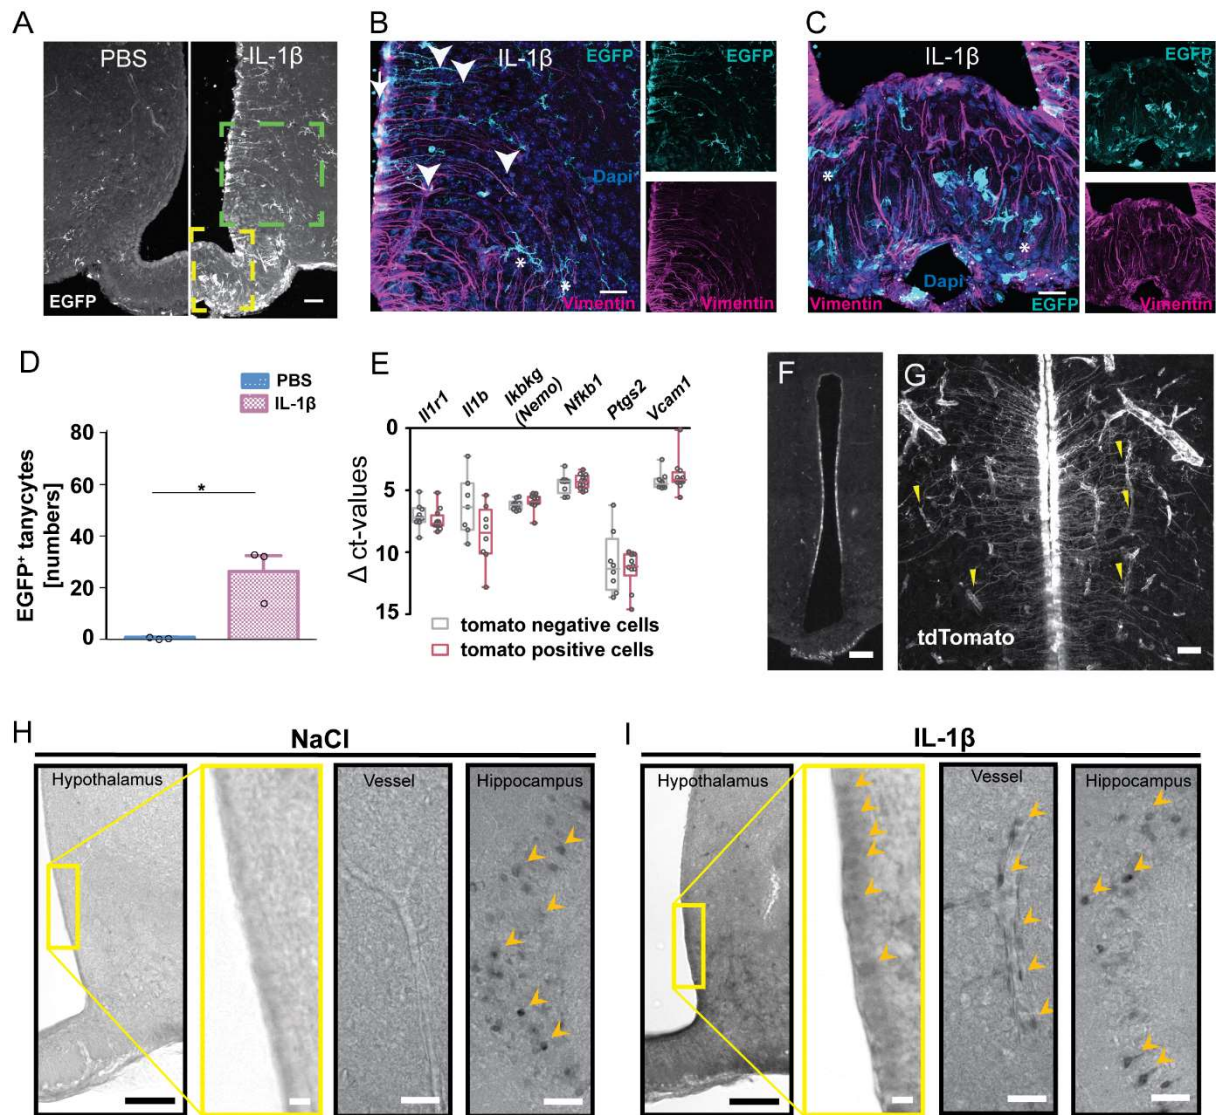 A
PBS
IL-1β
EGFP
B
IL-1β
EGFP
Dapi
Vimentin
EGFP
Vimentin
C
IL-1β
Vimentin
Dapi
EGFP
EGFP
Vimentin
D
PBS
IL-1β
EGFP+ tanycytes
[numbers]
80
60
40
20
0
*
E
Il1r1
Il1b
Ikbkg
(Nemo)
Nfkb1
Ptgs2
Vcam1
Δ ct-values
0
5
10
15
tomato negative cells
tomato positive cells
F
G
tdTomato
H
NaCl
Hypothalamus
Vessel
Hippocampus
I
IL-1β
Hypothalamus
Vessel
Hippocampus